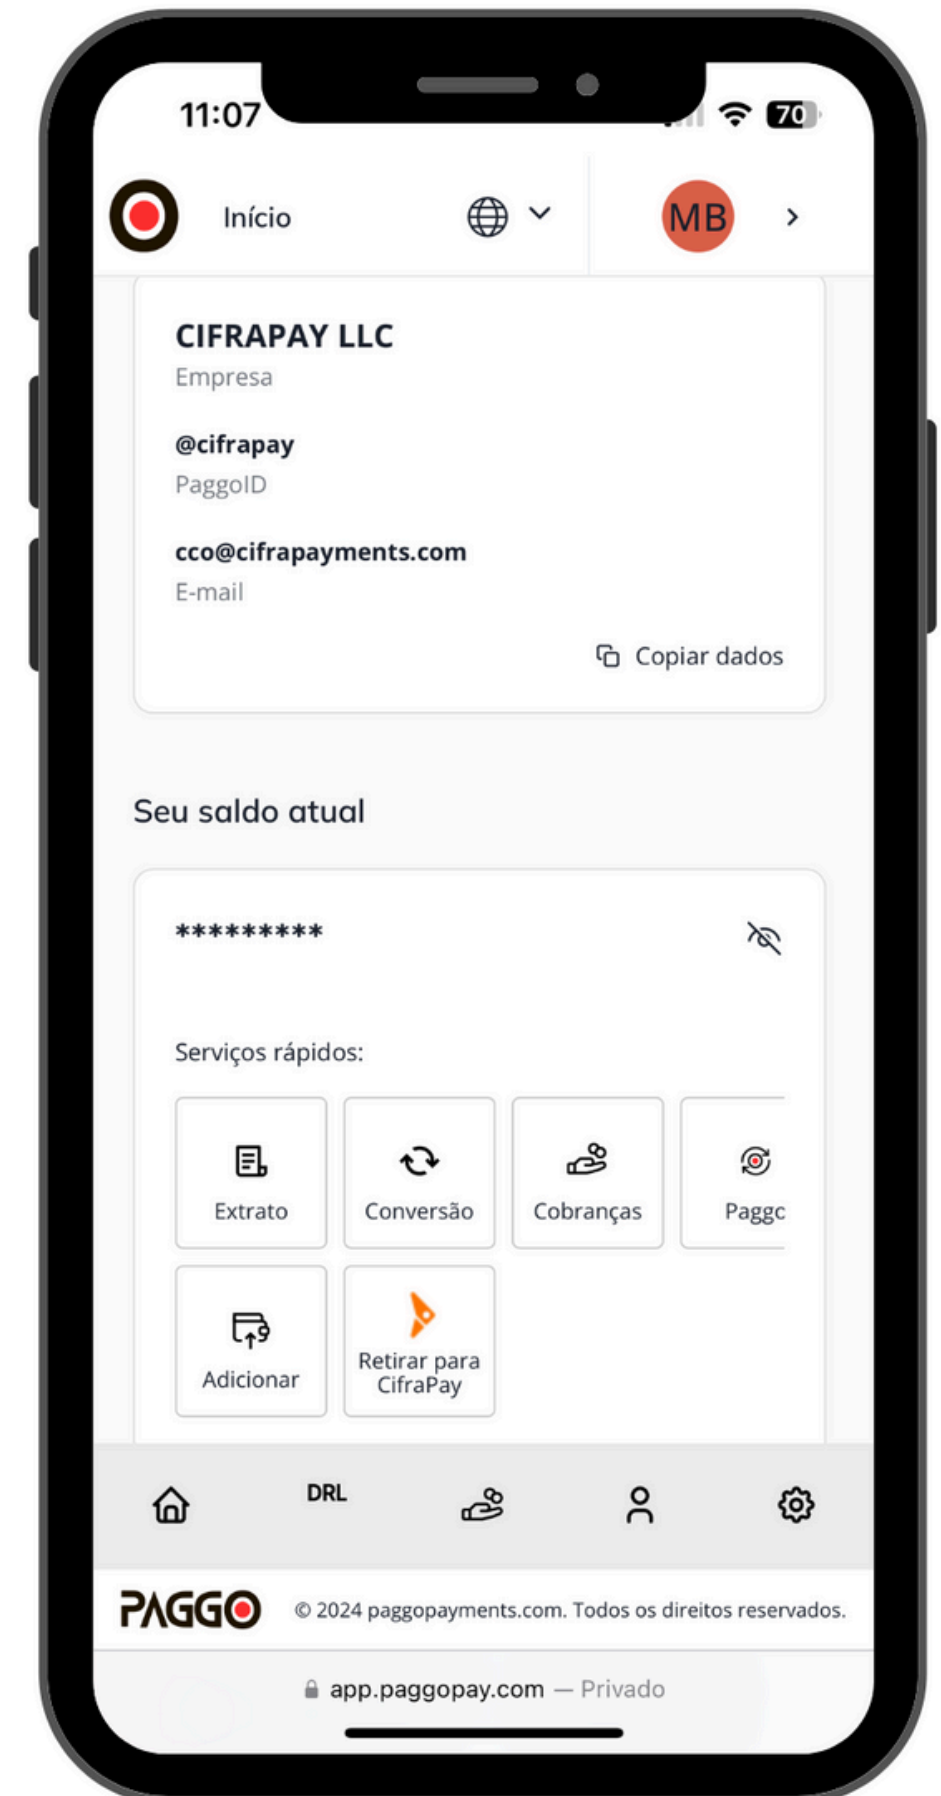 11:07
70
Início
MB
CIFRAPAY LLC
Empresa
@cifrapay
PaggoID
cco@cifrapayments.com
E-mail
Copiar dados
Seu saldo atual
*********
Serviços rápidos:
Extrato
Conversão
Cobranças
Paggo
Adicionar
Retirar para
CifraPay
DRL
PAGGO
© 2024 paggopayments.com. Todos os direitos reservados.
app.paggopay.com — Privado